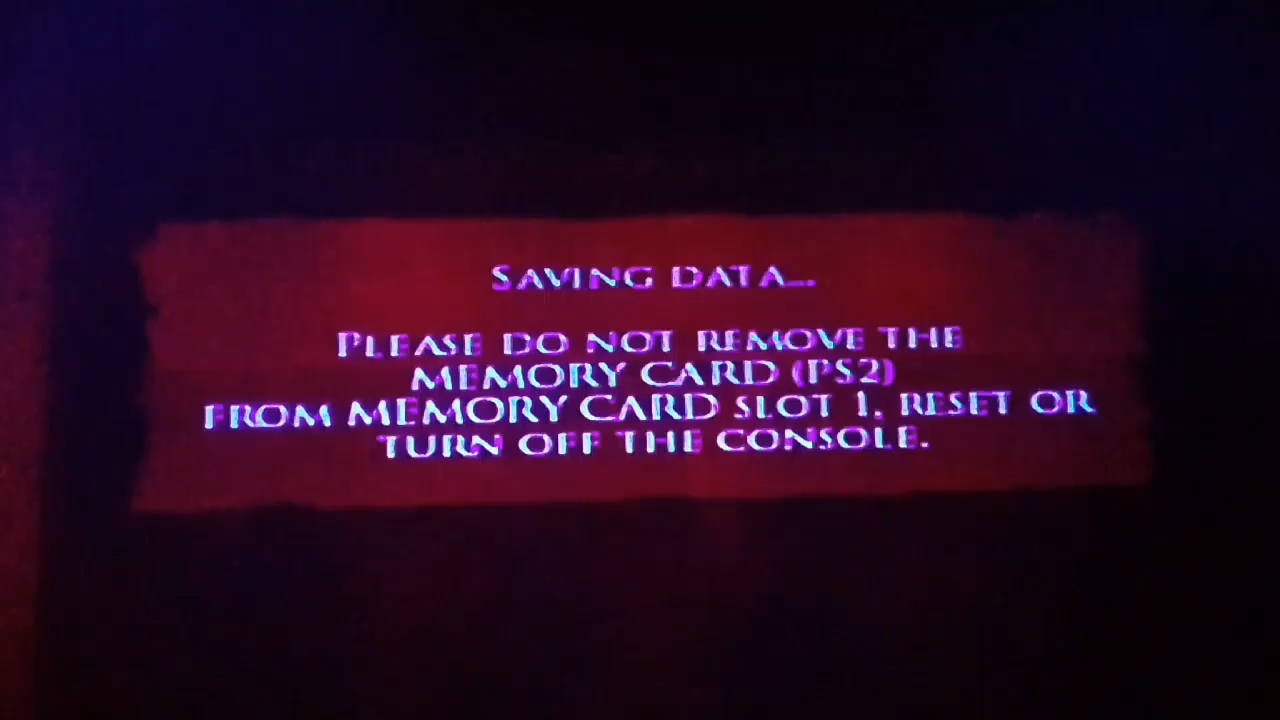 SAVING DATA...
PLEASE DO NOT REMOVE THE
MEMORY CARD (PS2)
FROM MEMORY CARD SLOT 1, RESET OR
TURN OFF THE CONSOLE.